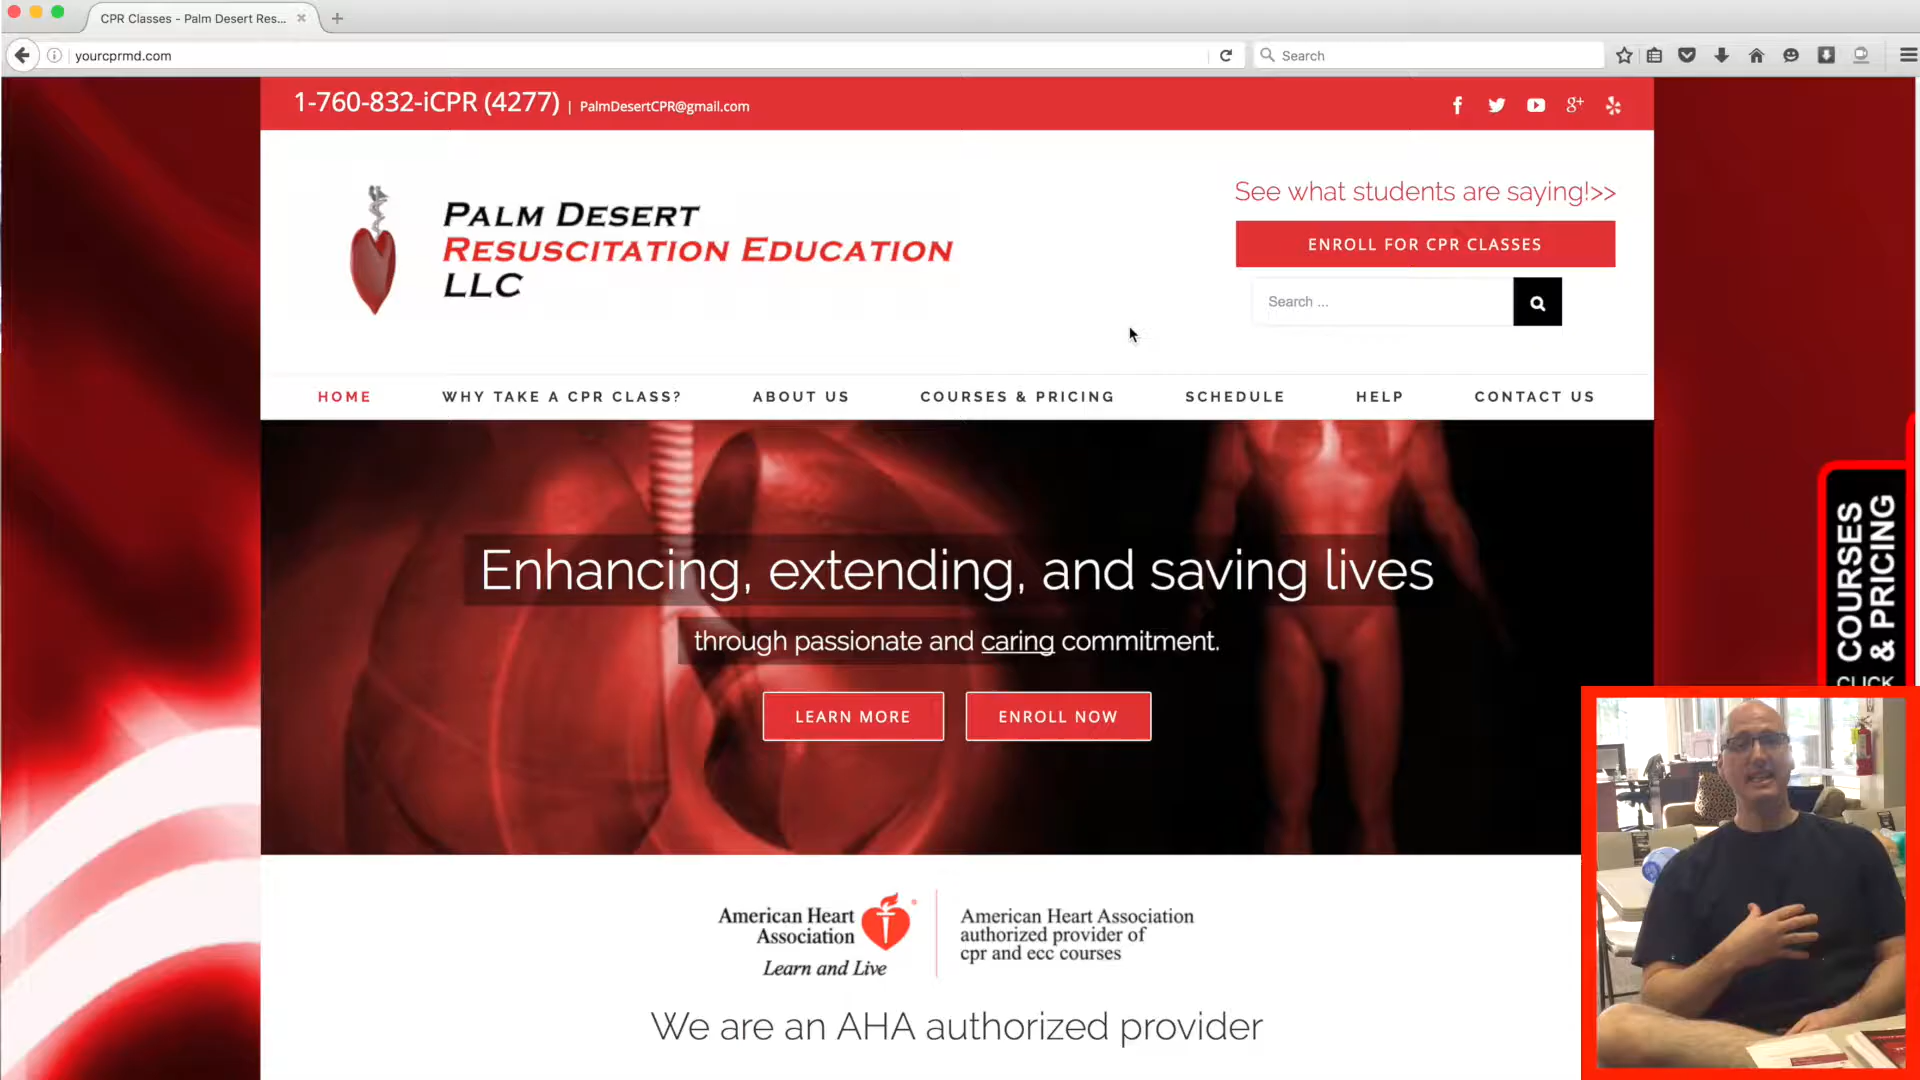 CPR Classes - Palm Desert Res...
yourcprmd.com
Search
1-760-832-iCPR (4277) | PalmDesertCPR@gmail.com
See what students are saying!>>
PALM DESERT
RESUSCITATION EDUCATION
LLC
ENROLL FOR CPR CLASSES
Search ...
HOME
WHY TAKE A CPR CLASS?
ABOUT US
COURSES & PRICING
SCHEDULE
HELP
CONTACT US
Enhancing, extending, and saving lives
through passionate and caring commitment.
LEARN MORE
ENROLL NOW
COURSES
& PRICING
CLICK
American Heart
Association
Learn and Live
American Heart Association
authorized provider of
cpr and ecc courses
We are an AHA authorized provider